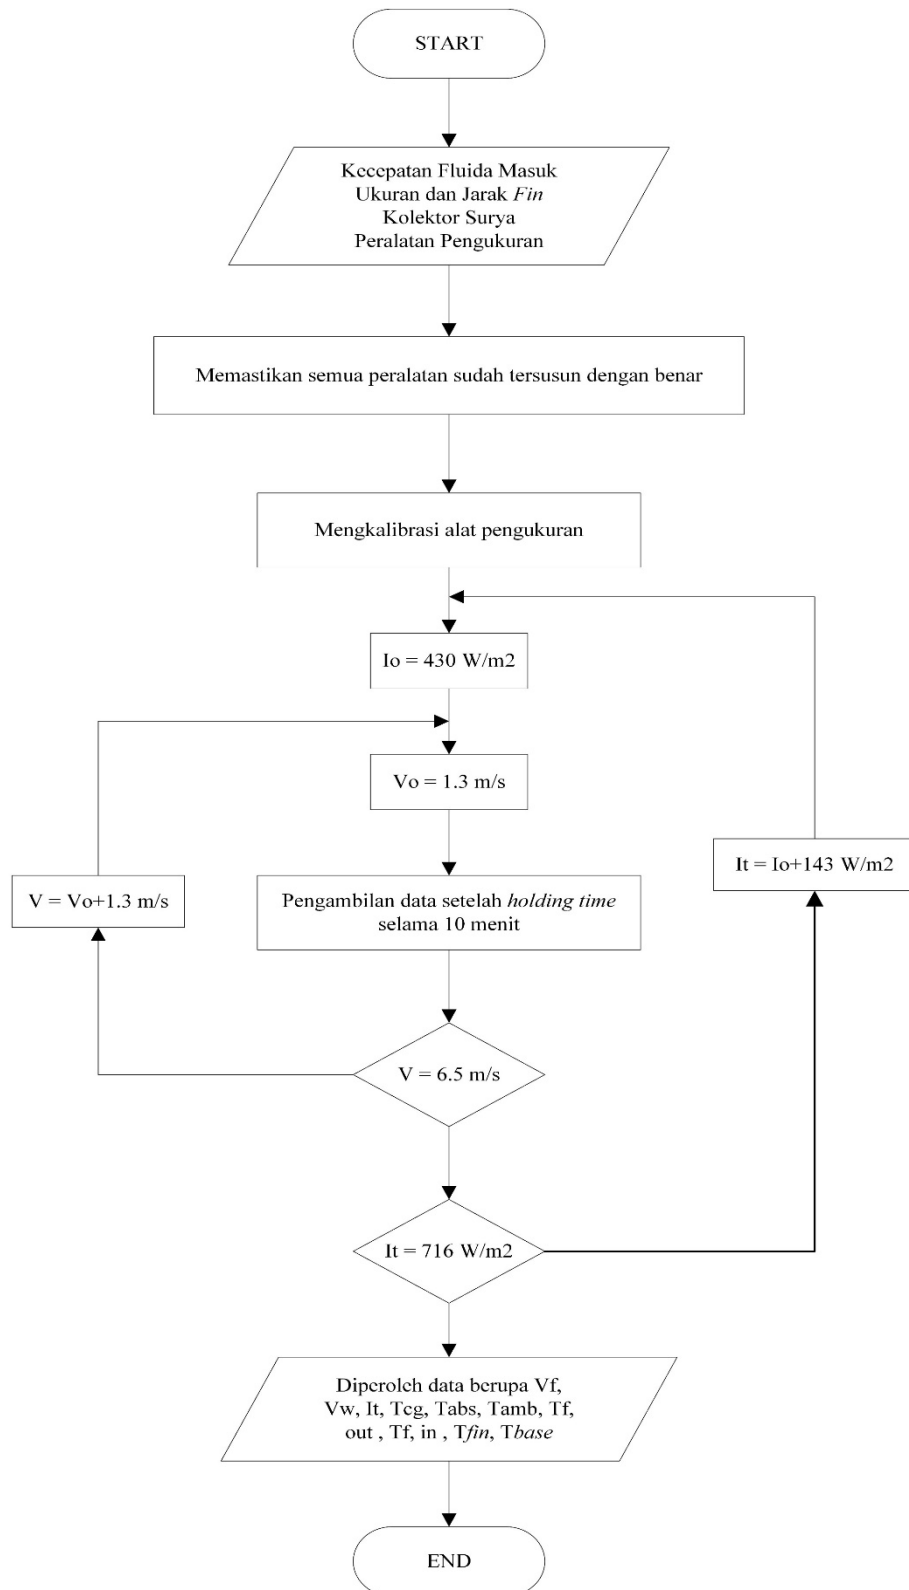 START
Kecepatan Fluida Masuk
Ukuran dan Jarak Fin
Kolektor Surya
Peralatan Pengukuran
Memastikan semua peralatan sudah tersusun dengan benar
Mengkalibrasi alat pengukuran
Io = 430 W/m2
Vo = 1.3 m/s
It = Io+143 W/m2
V = Vo+1.3 m/s
Pengambilan data setelah holding time
selama 10 menit
V = 6.5 m/s
It = 716 W/m2
Diperoleh data berupa Vf,
Vw, It, Tcg, Tabs, Tamb, Tf,
out , Tf, in , Tfin, Tbase
END